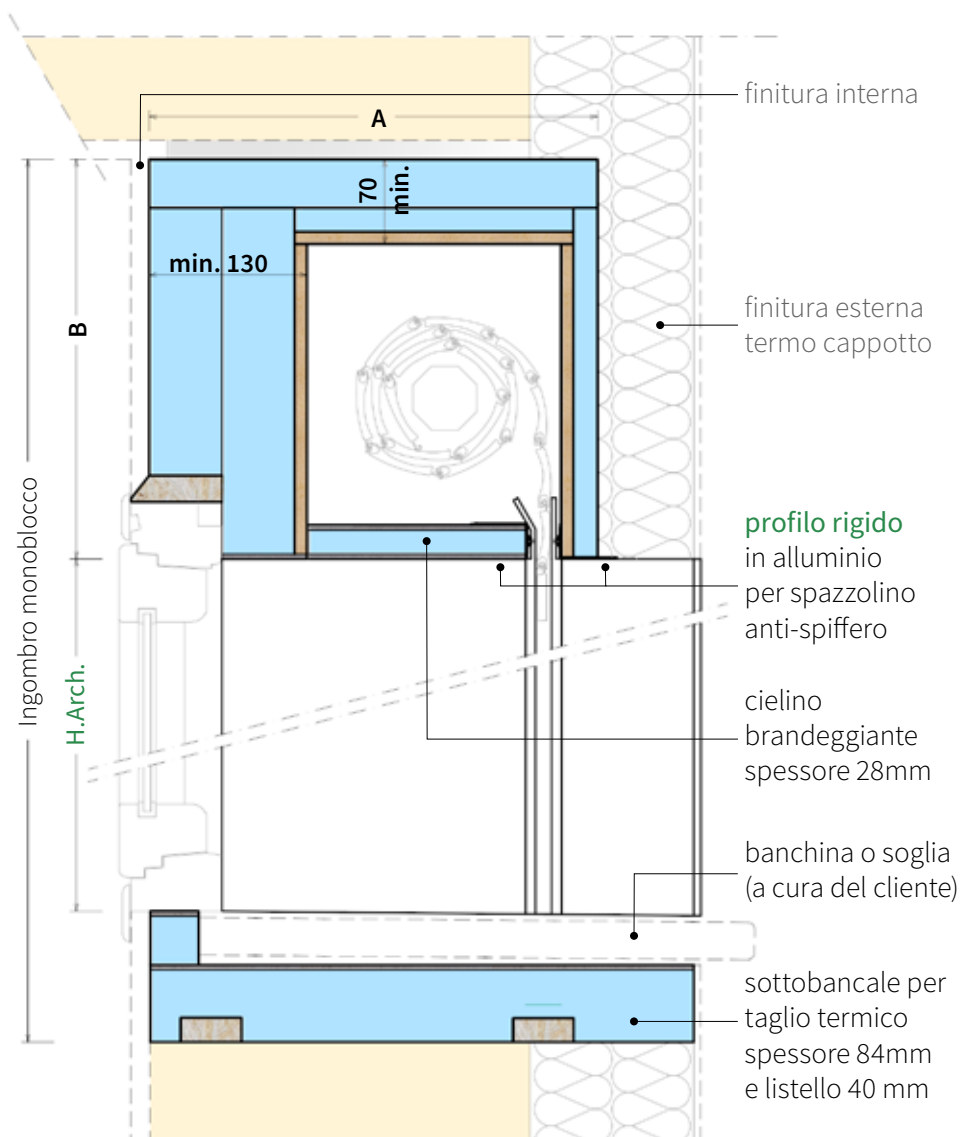 finitura interna
A
70
min.
min. 130
B
finitura esterna
termo cappotto
Ingombro monoblocco
profilo rigido
in alluminio
per spazzolino
anti-spiffero
H.Arch.
cielino
brandeggiante
spessore 28mm
banchina o soglia
(a cura del cliente)
sottobancale per
taglio termico
spessore 84mm
e listello 40 mm